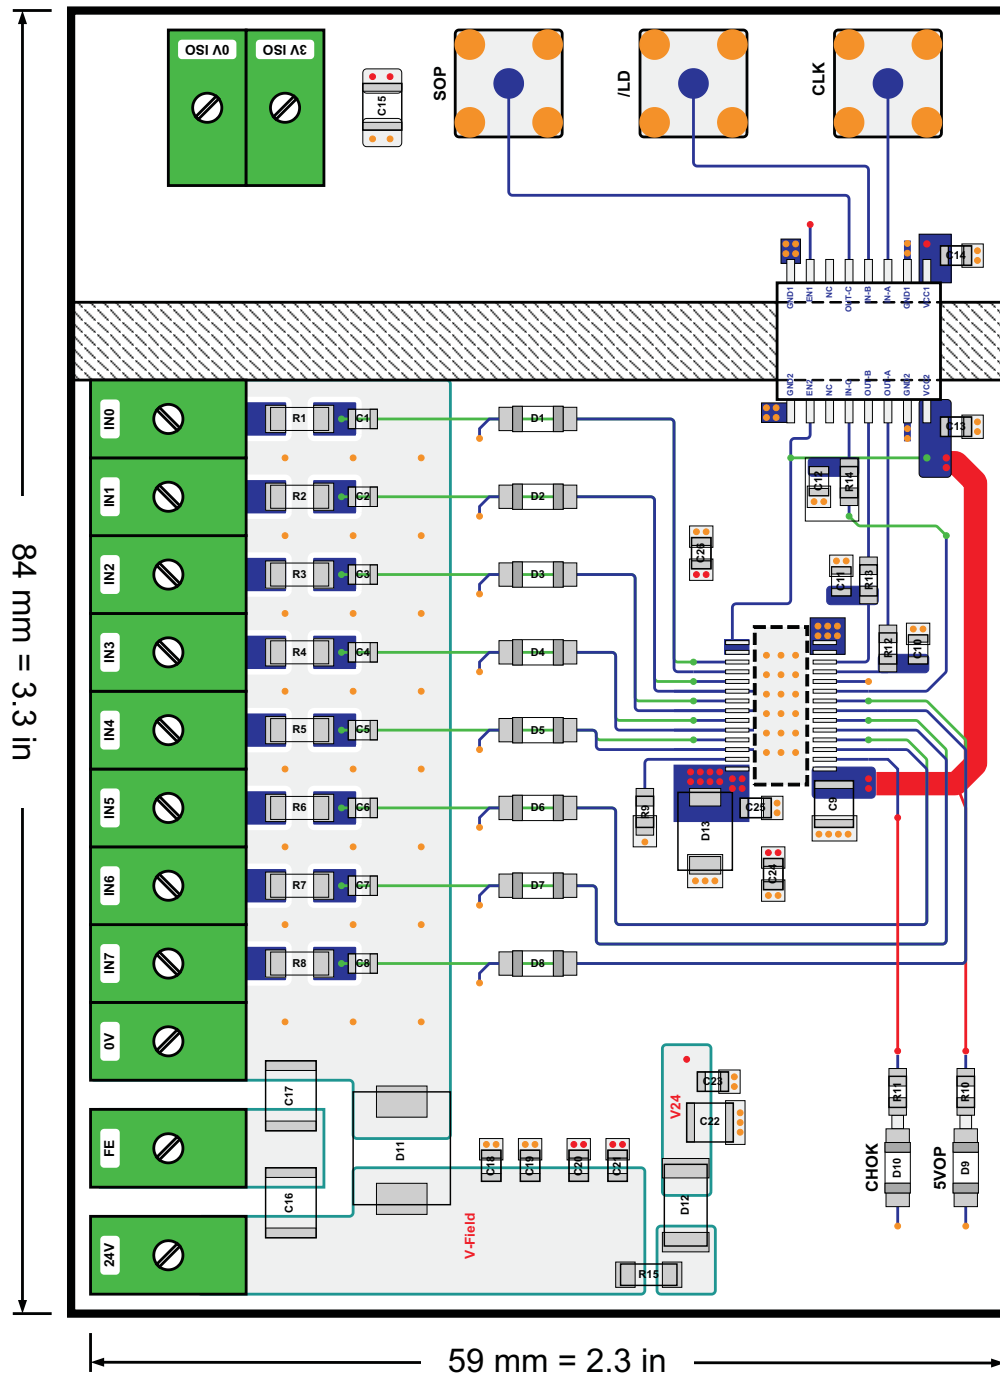 0V ISO
3V ISO
C15
SOP
/LD
CLK
C14
GND1
EN1
NC
OUT-C
IN-B
IN-A
GND1
VCC1
GND2
EN2
NC
IN-C
OUT-B
OUT-A
GND2
VCC2
C13
IN0
R1
C1
D1
C12
R14
IN1
R2
C2
D2
C26
C11
R13
IN2
R3
C3
D3
R12
C10
IN3
R4
C4
D4
IN4
R5
C5
D5
IN5
R6
C6
D6
R9
D13
C25
C9
C24
IN6
R7
C7
D7
IN7
R8
C8
D8
0V
C17
FE
D11
C16
24V
V-Field
C18
C19
C20
C21
V24
C23
C22
D12
R15
R11
R10
CHOK
D10
5VOP
D9
84 mm = 3.3 in
59 mm = 2.3 in